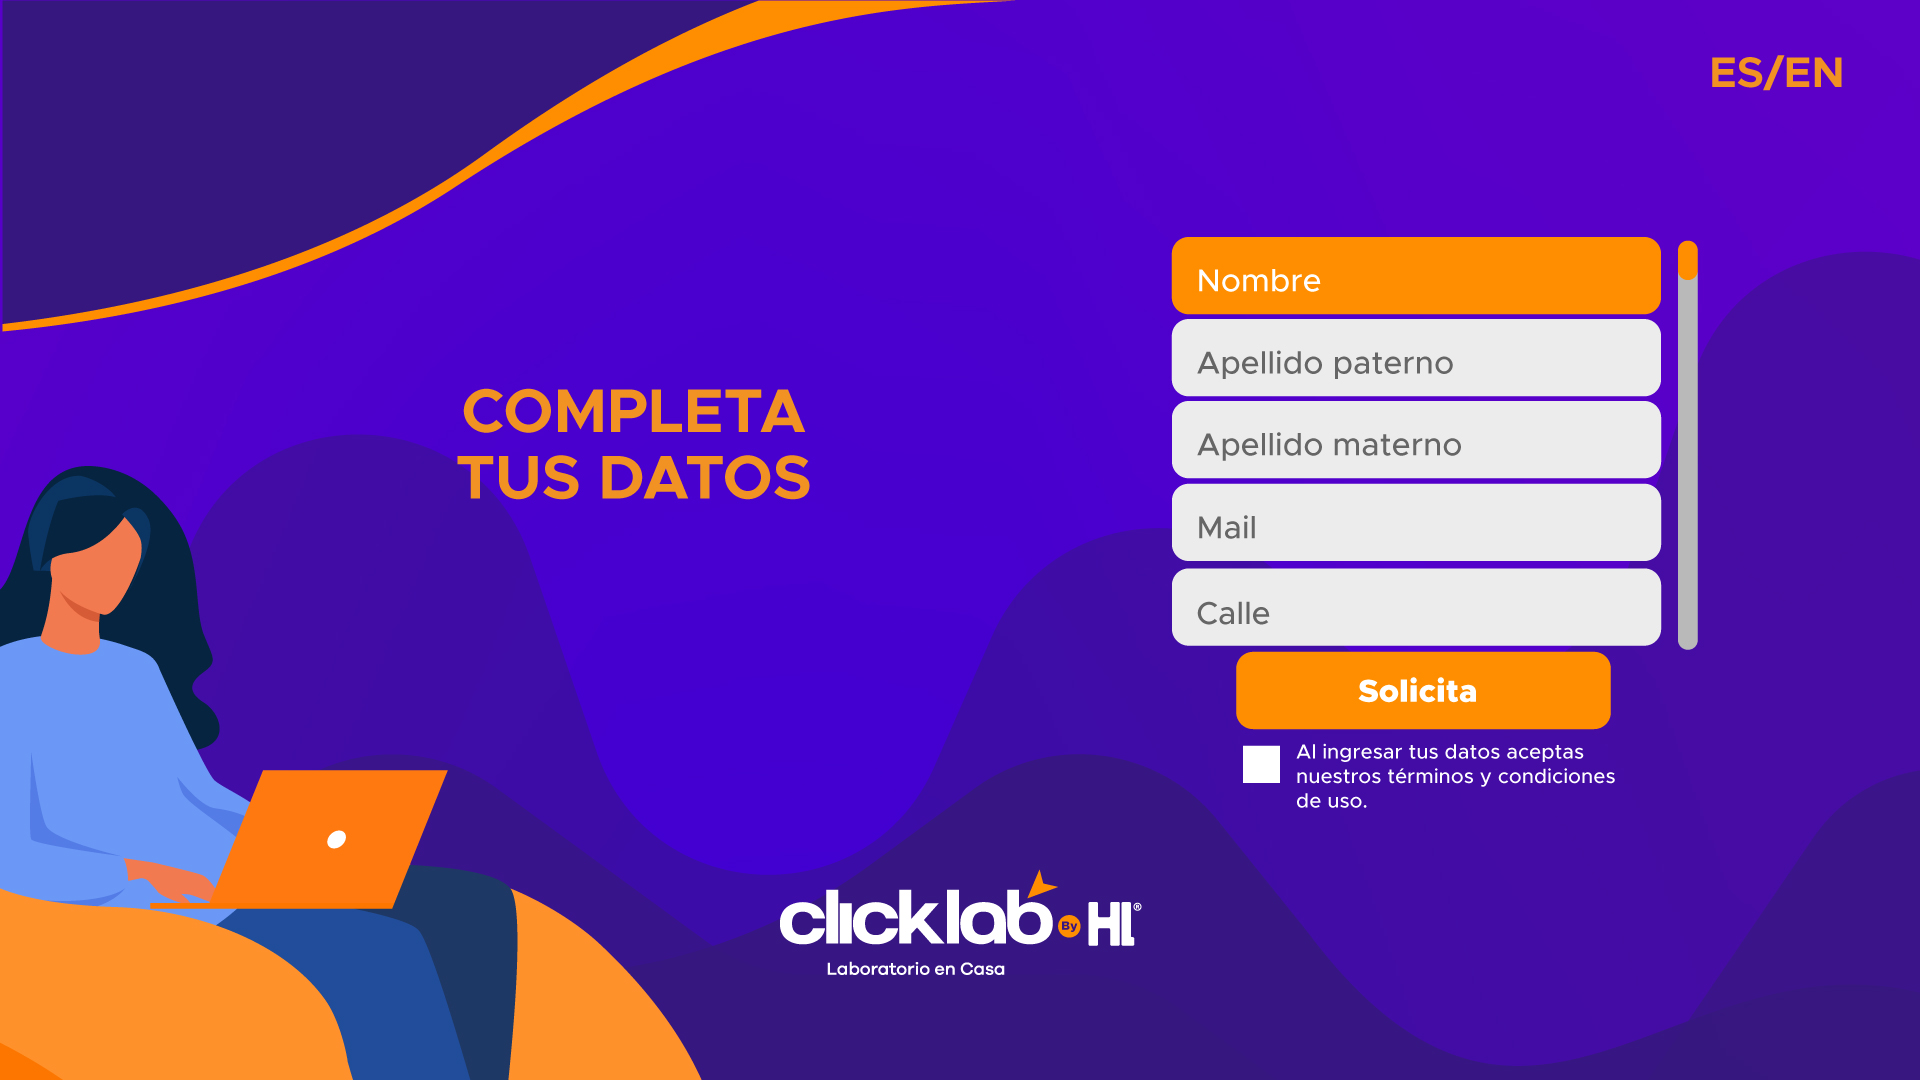 ES/EN
COMPLETA
TUS DATOS
Nombre
Apellido paterno
Apellido materno
Mail
Calle
Solicita
Al ingresar tus datos aceptas
nuestros términos y condiciones
de uso.
clicklab By HL®
Laboratorio en Casa